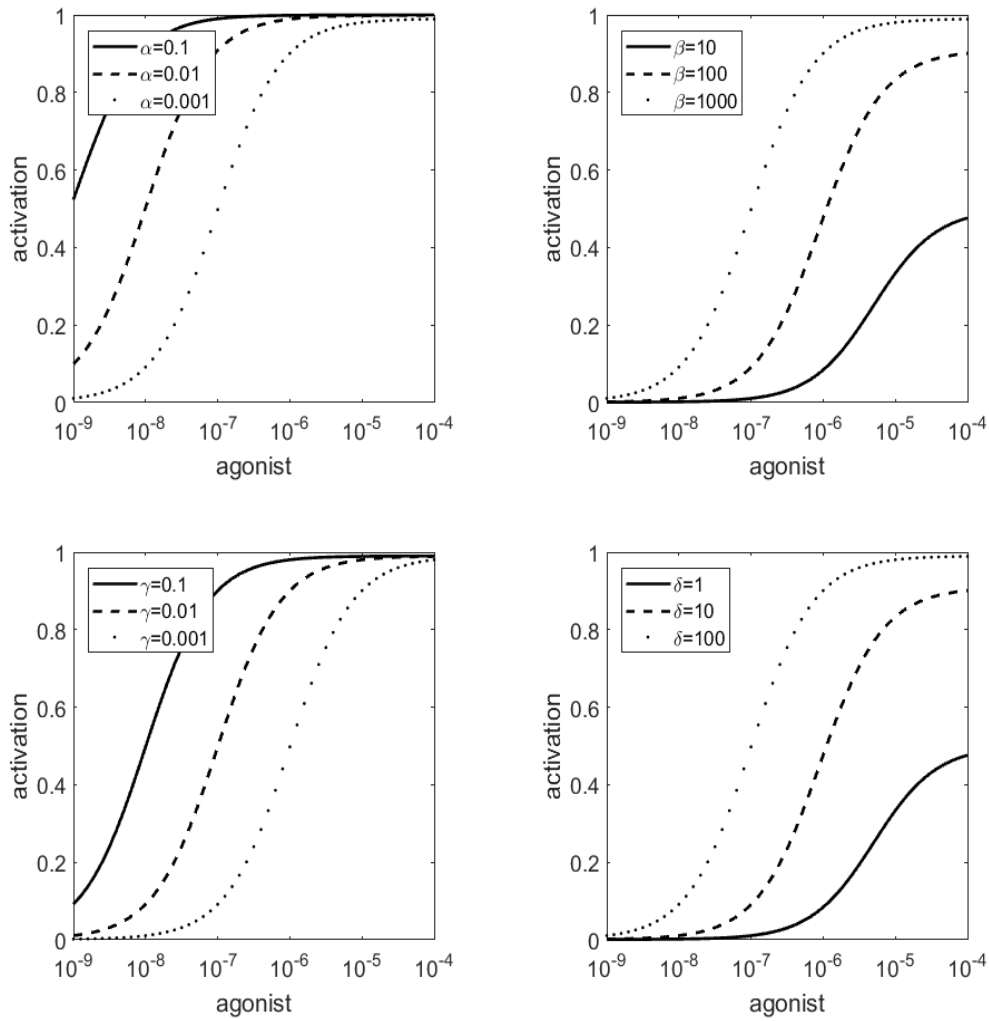 1
0.8
0.6
0.4
0.2
0
activation
α=0.1
α=0.01
α=0.001
10-9 10-8 10-7 10-6 10-5 10-4
agonist
1
0.8
0.6
0.4
0.2
0
activation
β=10
β=100
β=1000
10-9 10-8 10-7 10-6 10-5 10-4
agonist
1
0.8
0.6
0.4
0.2
0
activation
γ=0.1
γ=0.01
γ=0.001
10-9 10-8 10-7 10-6 10-5 10-4
agonist
1
0.8
0.6
0.4
0.2
0
activation
δ=1
δ=10
δ=100
10-9 10-8 10-7 10-6 10-5 10-4
agonist